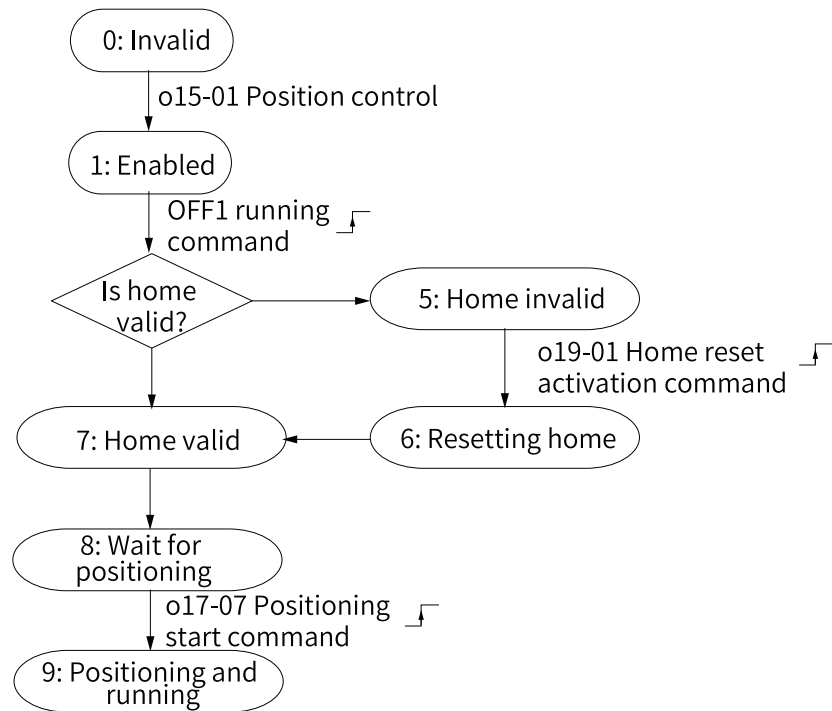 0: Invalid
o15-01 Position control
1: Enabled
OFF1 running
command
Is home
valid?
5: Home invalid
o19-01 Home reset
activation command
7: Home valid
6: Resetting home
8: Wait for
positioning
o17-07 Positioning
start command
9: Positioning and
running